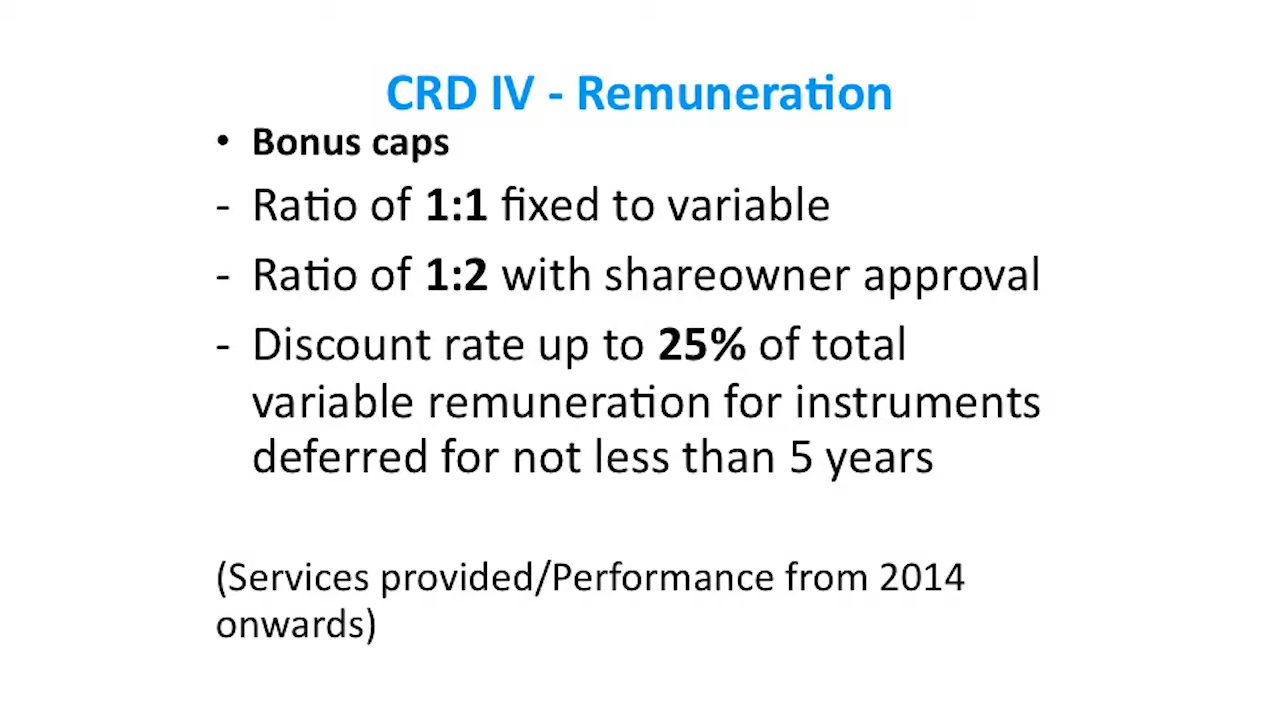 CRD IV - Remuneration
• Bonus caps
- Ratio of 1:1 fixed to variable
- Ratio of 1:2 with shareowner approval
- Discount rate up to 25% of total
variable remuneration for instruments
deferred for not less than 5 years
(Services provided/Performance from 2014
onwards)